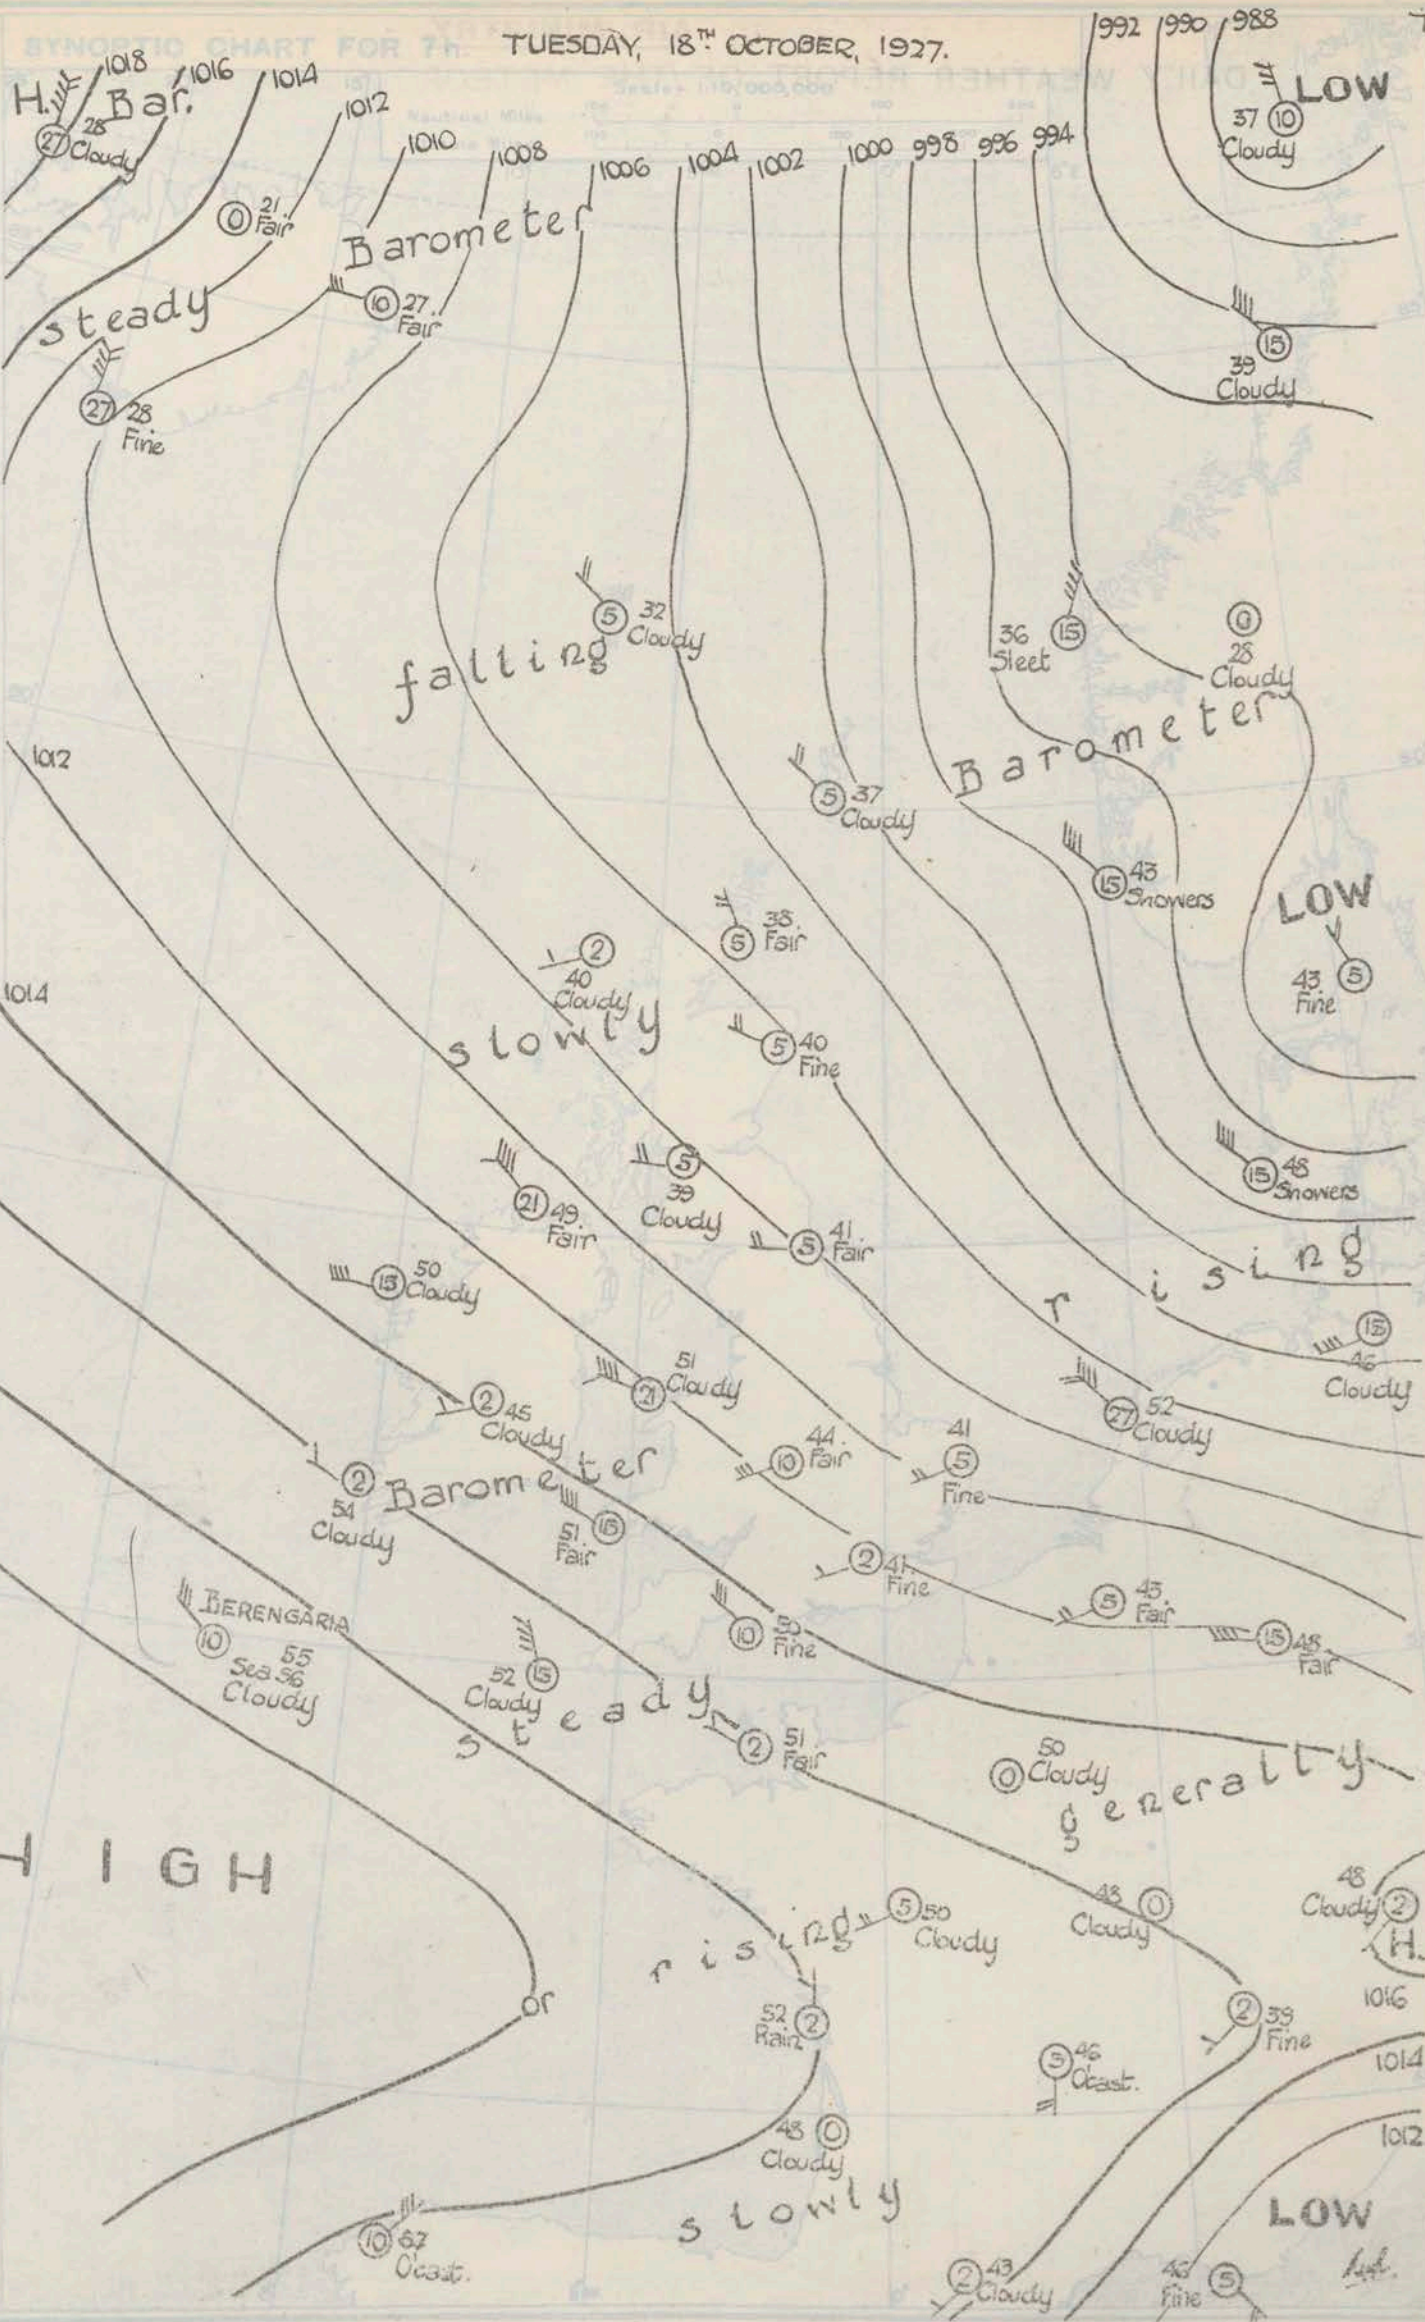 SYNOPTIC CHART FOR 7h.
TUESDAY, 18TH OCTOBER, 1927.
1018
1016
1014
1012
1010
1008
1006
1004
1002
1000
998
996
994
992
990
988
H.
Bar.
27 28
Cloudy
37 10
Cloudy
LOW
0 21.
Fair
Barometer
steady
10 27.
Fair
15
39
Cloudy
27 28
Fine
5 32
Cloudy
falling
36 15
Sleet
0
28
Cloudy
Barometer
1012
5 37
Cloudy
15 43
Showers
LOW
5 38.
Fair
2
40
Cloudy
43. 5
Fine
1014
slowly
5 40
Fine
5
39
Cloudy
15 48
Showers
21 49.
Fair
5 41.
Fair
rising
15 50
Cloudy
15
46
Cloudy
21 51
Cloudy
2 45
Cloudy
27 52
Cloudy
10 44.
Fair
41
5
Fine
2
54
Cloudy
Barometer
51 15
Fair
2 41.
Fine
BERENGARIA
10 55
Sea 56
Cloudy
10 50
Fine
5 43.
Fair
15 48.
Fair
52 15
Cloudy
steady
2 51.
Fair
0 50
Cloudy
generally
HIGH
48
Cloudy 2
H.
5 50
Cloudy
48 0
Cloudy
rising
or
1016
52 2
Rain
2 39
Fine
5 46
O'cast.
1014
48 0
Cloudy
1012
slowly
LOW
10
O'cast.
2 43
Cloudy
46 5
Fine